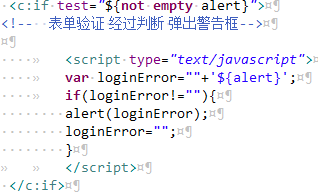 <c:if test="${not empty alert}">
<!-- 表单验证 经过判断 弹出警告框-->
<script type="text/javascript">
var loginError=""+'${alert}';
if(loginError!=""){
alert(loginError);
loginError="";
}
</script>
</c:if>